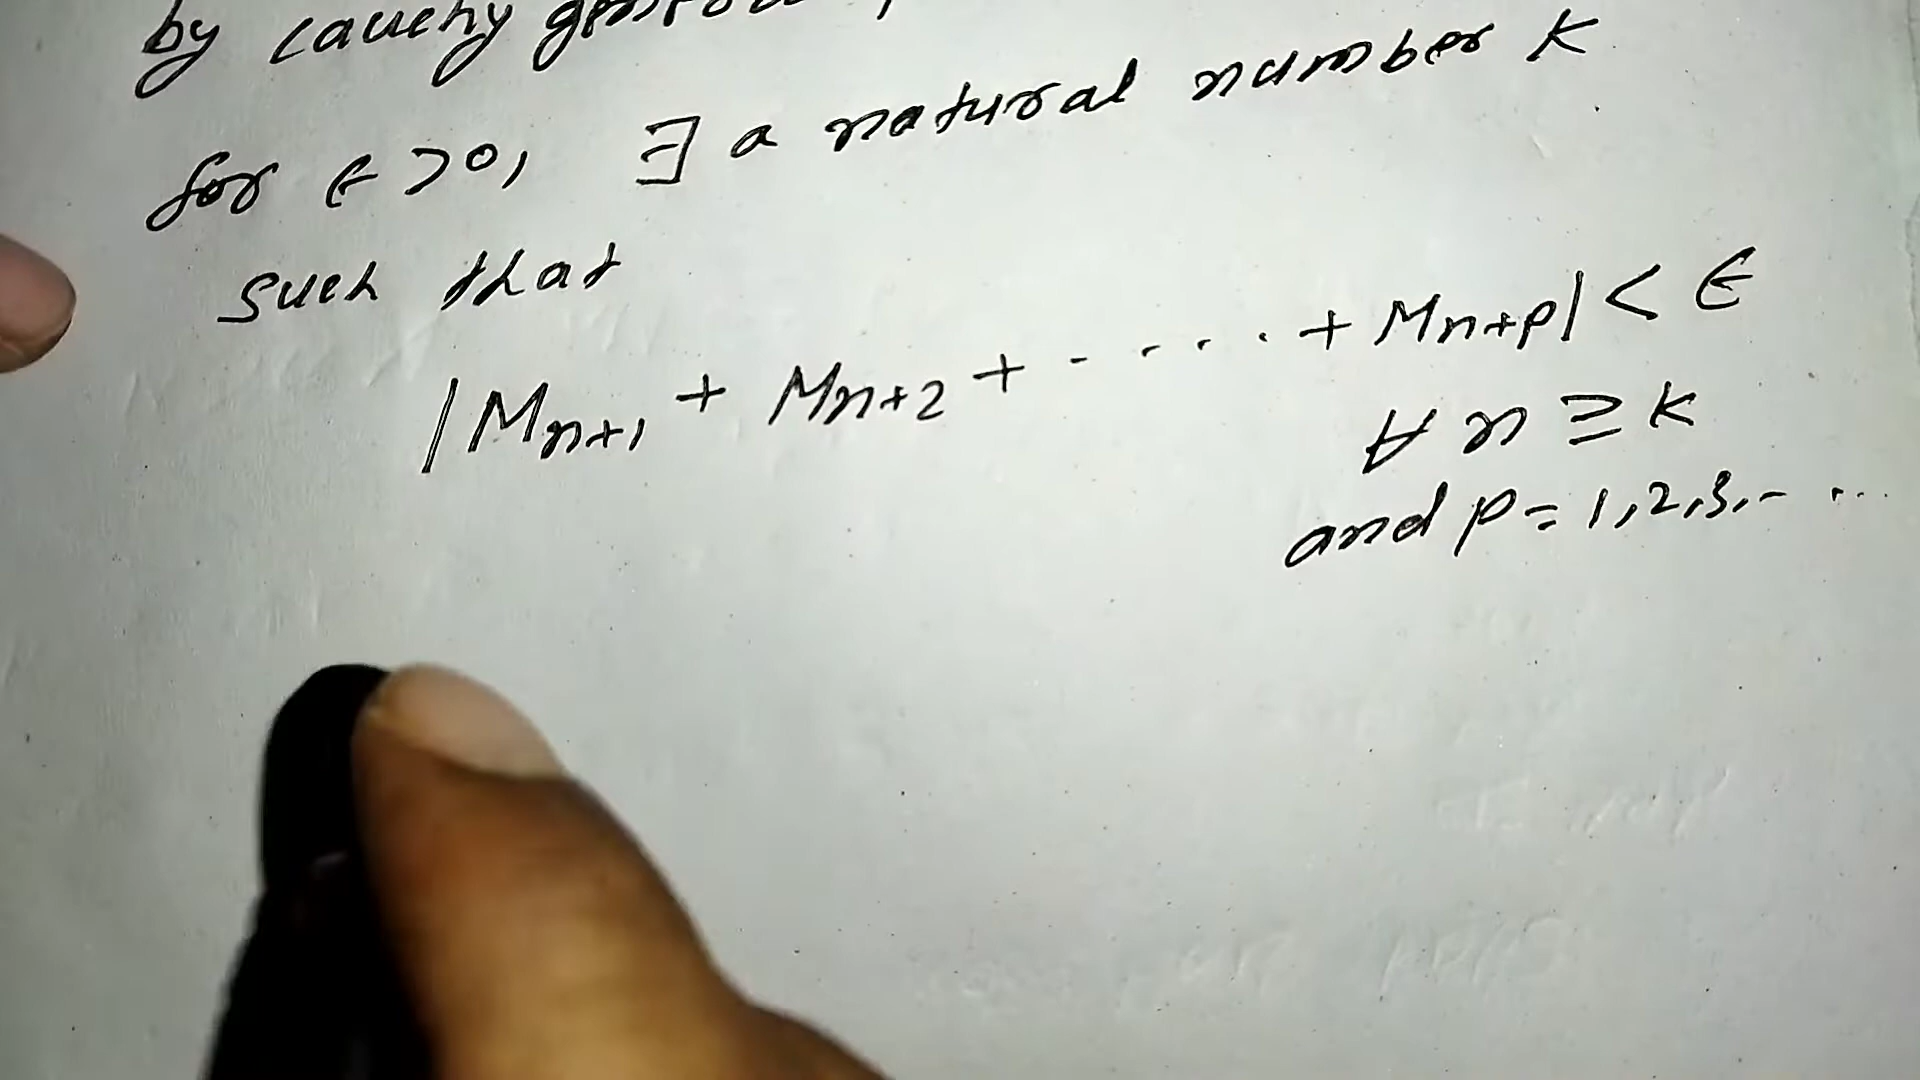 by cauchy
for ϵ >0, ∃ a natural number k
such that
|Mn+1 + Mn+2 + - .... + Mn+p| < ϵ
∀ n ≥ k
and p = 1,2,3,- ...